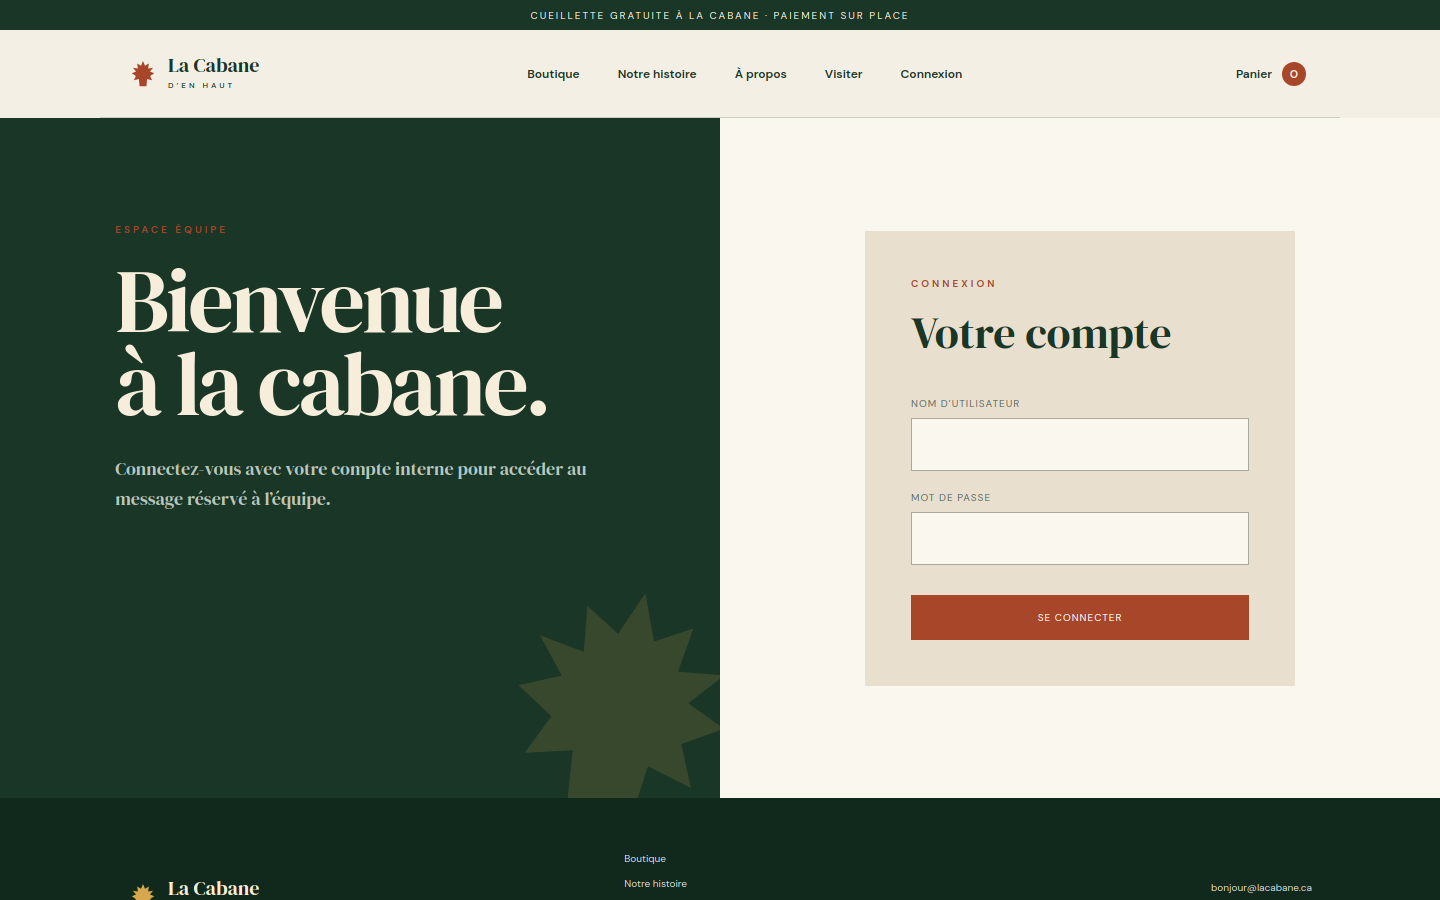 CUEILLETTE GRATUITE À LA CABANE · PAIEMENT SUR PLACE
La Cabane
D'EN HAUT
Boutique
Notre histoire
À propos
Visiter
Connexion
Panier
0
ESPACE ÉQUIPE
Bienvenue
à la cabane.
Connectez-vous avec votre compte interne pour accéder au
message réservé à l'équipe.
CONNEXION
Votre compte
NOM D'UTILISATEUR
MOT DE PASSE
SE CONNECTER
La Cabane
Boutique
Notre histoire
bonjour@lacabane.ca